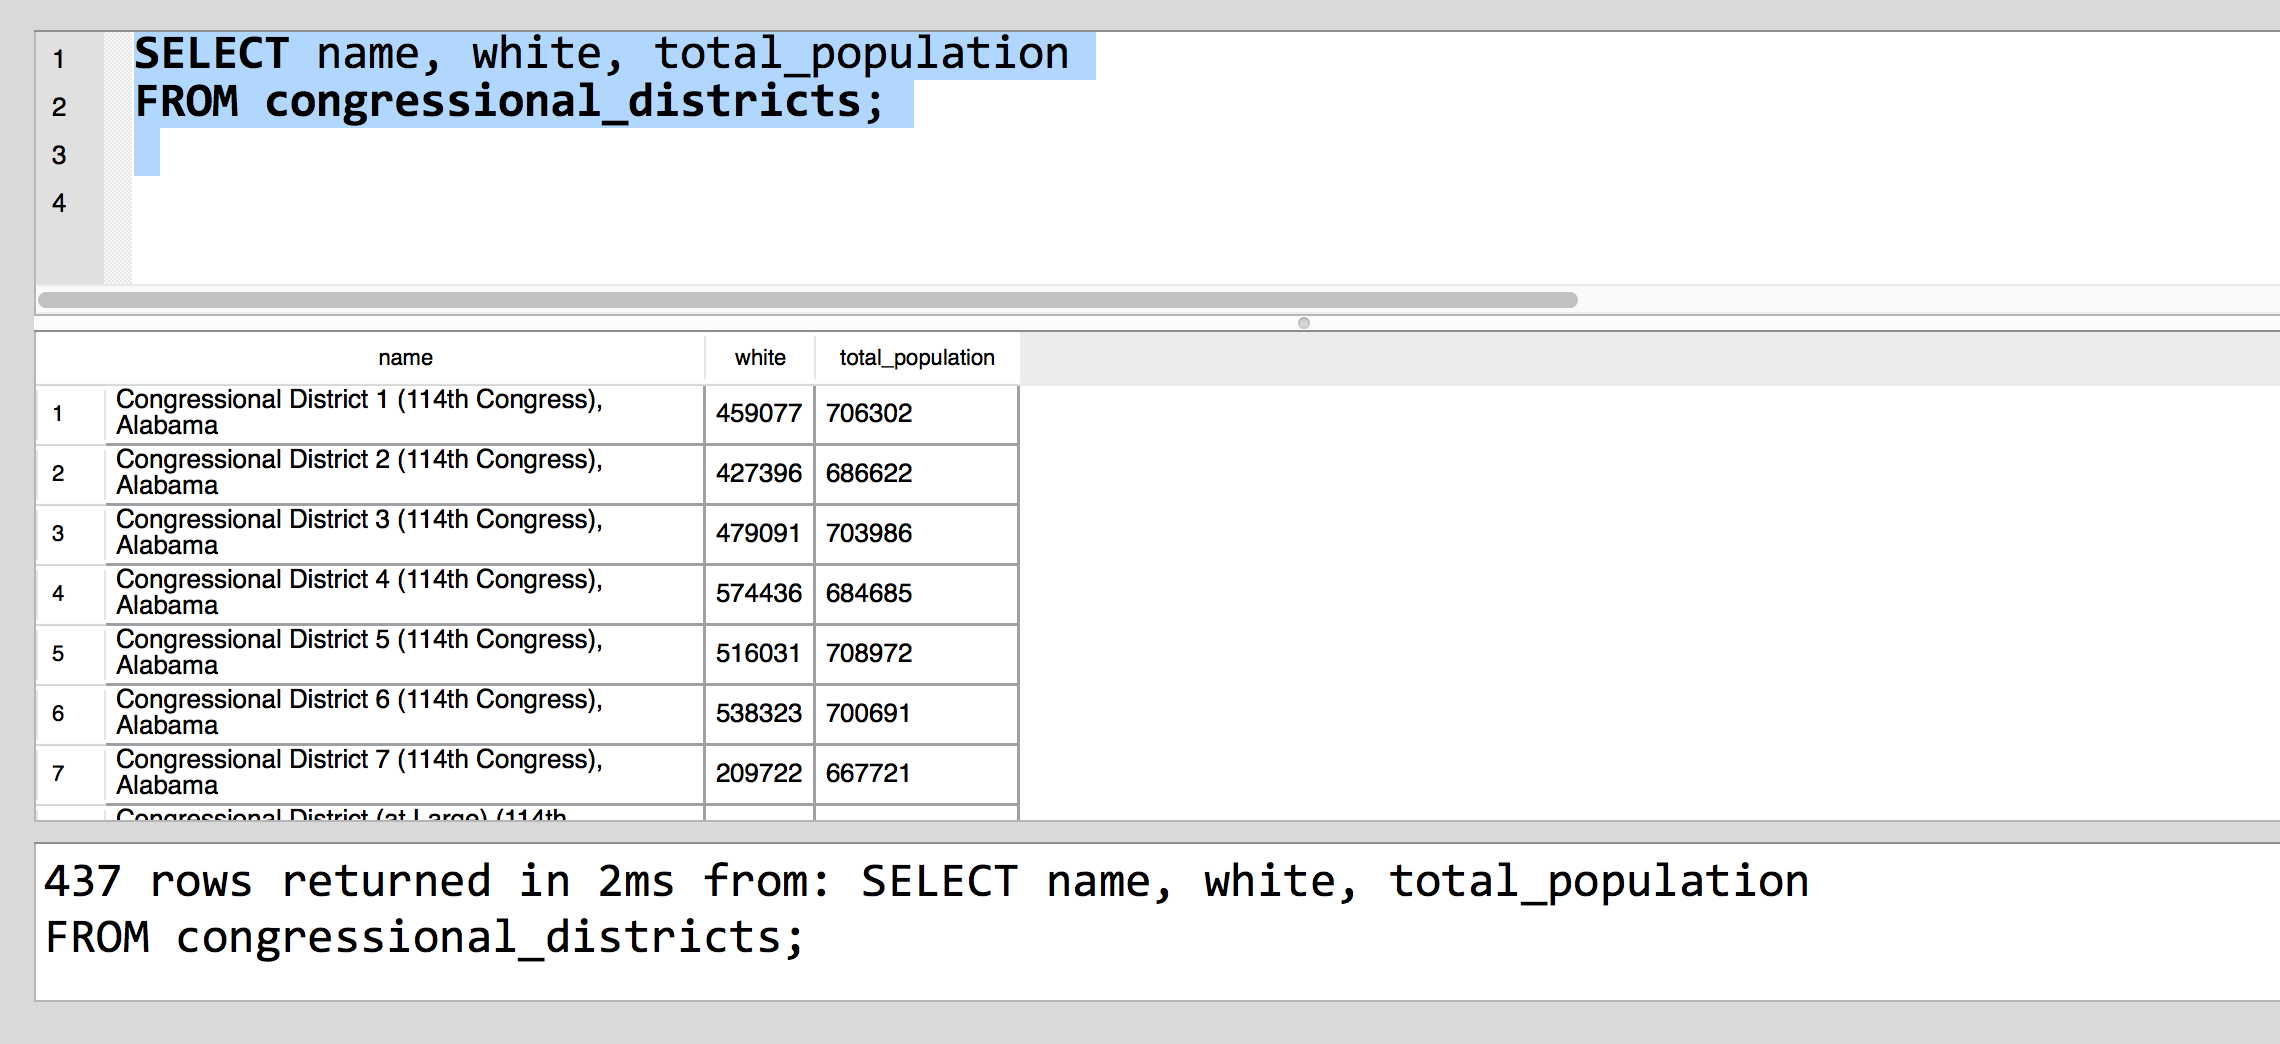 1 SELECT name, white, total_population
2 FROM congressional_districts;
3
4
name white total_population
1 Congressional District 1 (114th Congress), Alabama 459077 706302
2 Congressional District 2 (114th Congress), Alabama 427396 686622
3 Congressional District 3 (114th Congress), Alabama 479091 703986
4 Congressional District 4 (114th Congress), Alabama 574436 684685
5 Congressional District 5 (114th Congress), Alabama 516031 708972
6 Congressional District 6 (114th Congress), Alabama 538323 700691
7 Congressional District 7 (114th Congress), Alabama 209722 667721
Congressional District (at Large) (114th
437 rows returned in 2ms from: SELECT name, white, total_population
FROM congressional_districts;